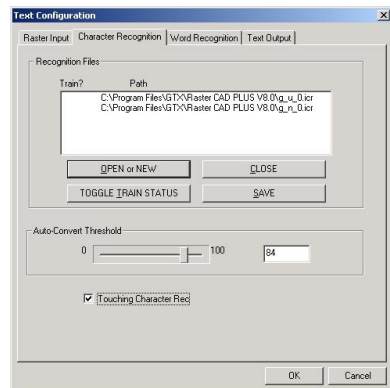 Text Configuration
Raster Input Character Recognition Word Recognition Text Output
Recognition Files
Train? Path
C:\Program Files\GTX\Raster CAD PLUS V8.0\g_u_0.icr
C:\Program Files\GTX\Raster CAD PLUS V8.0\g_n_0.icr
OPEN or NEW CLOSE
TOGGLE TRAIN STATUS SAVE
Auto-Convert Threshold
0 100 84
Touching Character Rec
OK Cancel